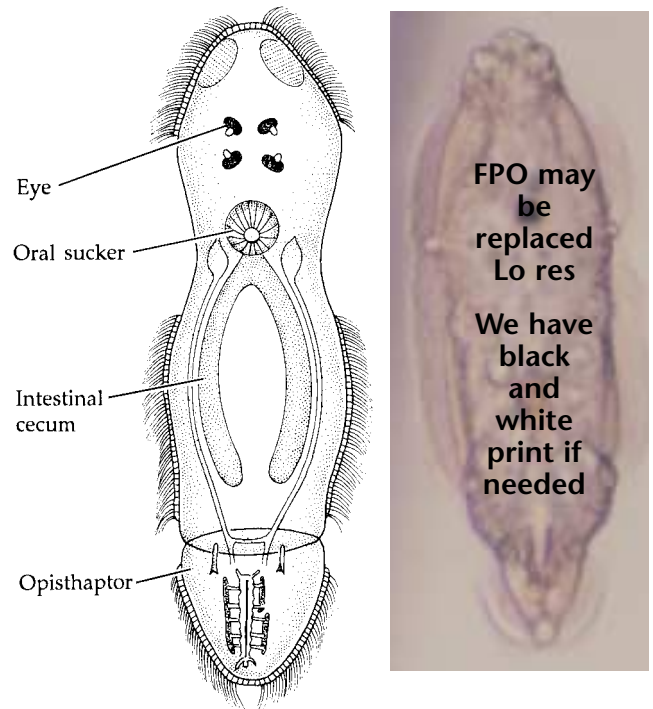 Eye
Oral sucker
Intestinal
cecum
Opisthaptor
FPO may
be
replaced
Lo res
We have
black
and
white
print if
needed